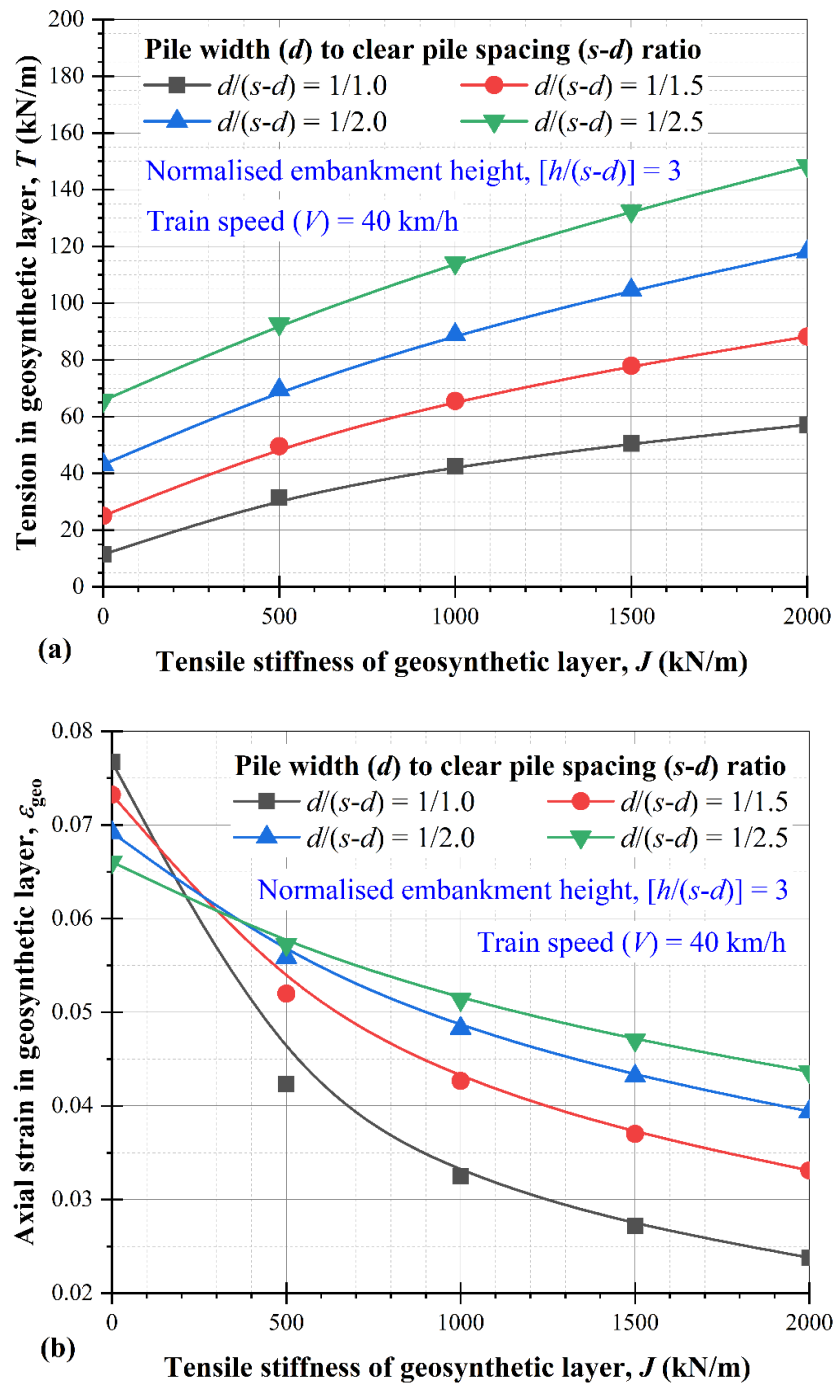 200
180
160
140
120
100
80
60
40
20
0
Tension in geosynthetic layer, T (kN/m)
Pile width (d) to clear pile spacing (s-d) ratio
d/(s-d) = 1/1.0 d/(s-d) = 1/1.5
d/(s-d) = 1/2.0 d/(s-d) = 1/2.5
Normalised embankment height, [h/(s-d)] = 3
Train speed (V) = 40 km/h
0 500 1000 1500 2000
(a)
Tensile stiffness of geosynthetic layer, J (kN/m)
0.08
0.07
0.06
0.05
0.04
0.03
0.02
Axial strain in geosynthetic layer, εgeo
Pile width (d) to clear pile spacing (s-d) ratio
d/(s-d) = 1/1.0 d/(s-d) = 1/1.5
d/(s-d) = 1/2.0 d/(s-d) = 1/2.5
Normalised embankment height, [h/(s-d)] = 3
Train speed (V) = 40 km/h
0 500 1000 1500 2000
(b)
Tensile stiffness of geosynthetic layer, J (kN/m)